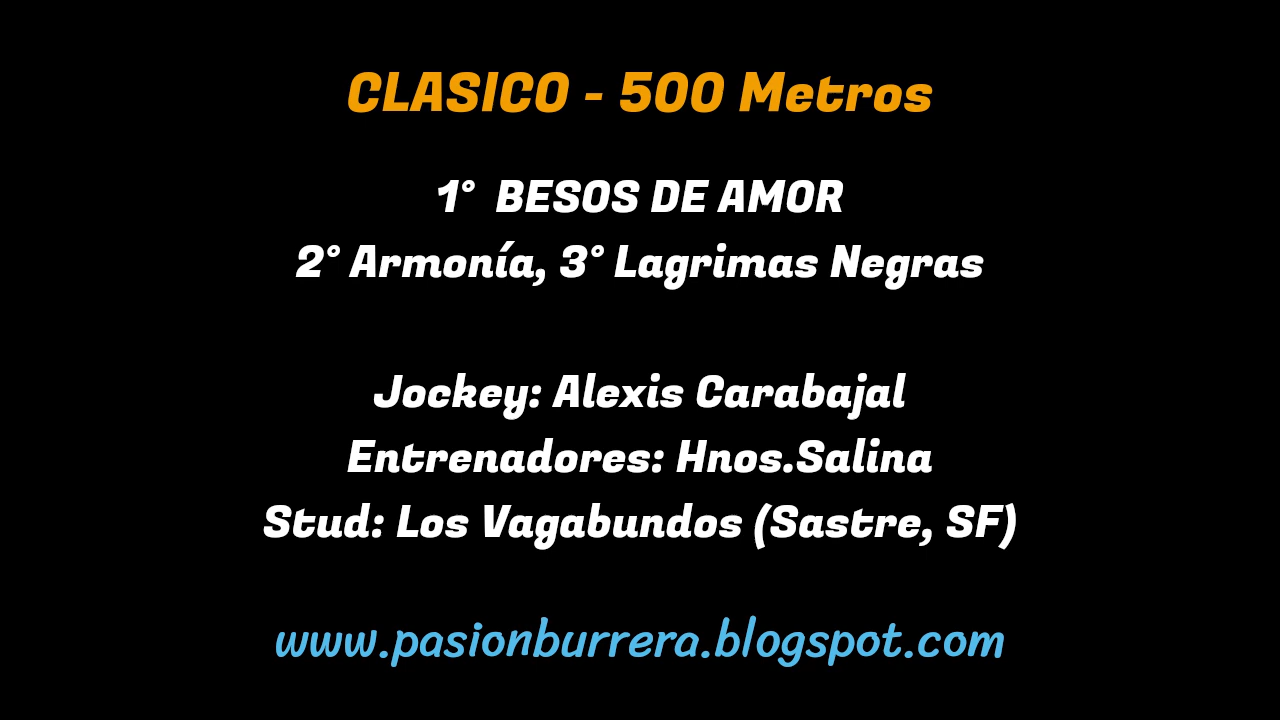 CLASICO - 500 Metros
1° BESOS DE AMOR
2° Armonía, 3° Lagrimas Negras
Jockey: Alexis Carabajal
Entrenadores: Hnos.Salina
Stud: Los Vagabundos (Sastre, SF)
www.pasionburrera.blogspot.com